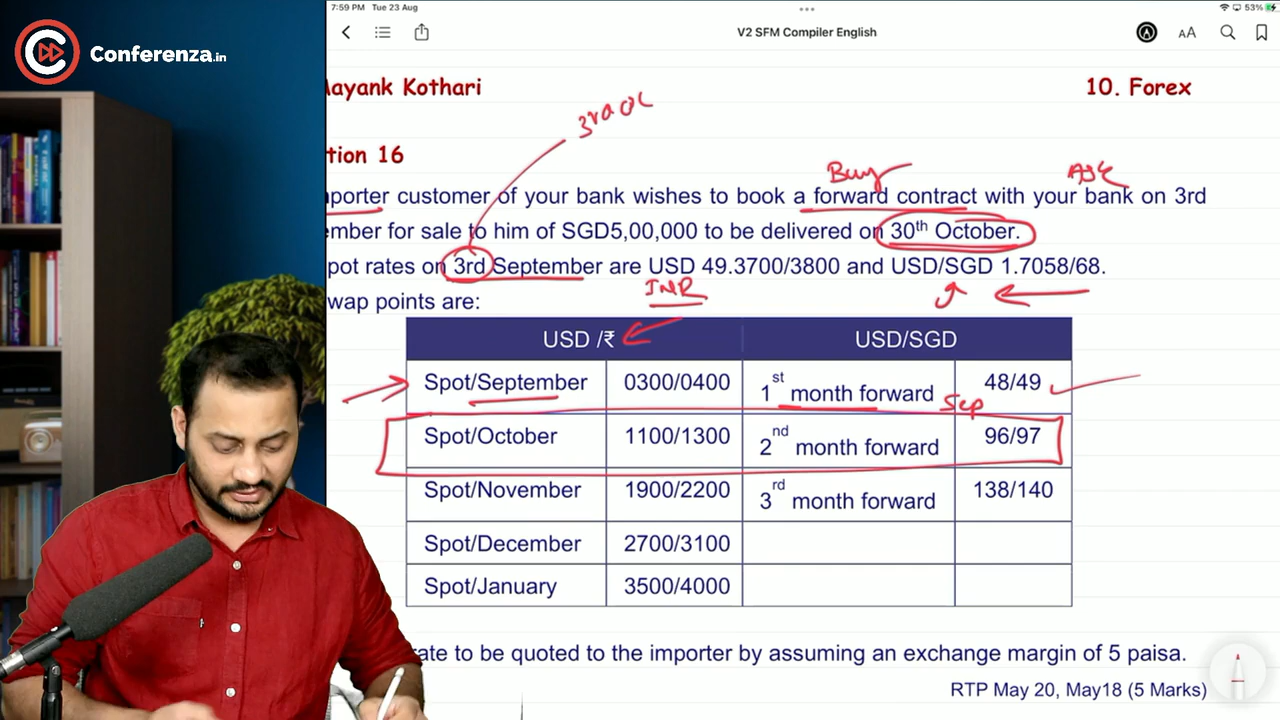 7:59 PM Tue 23 Aug
53%
Conferenza.in
V2 SFM Compiler English
AA
Mayank Kothari
10. Forex
3rd Oct
tion 16
Buy
Ask
porter customer of your bank wishes to book a forward contract with your bank on 3rd
ember for sale to him of SGD5,00,000 to be delivered on 30th October.
pot rates on 3rd September are USD 49.3700/3800 and USD/SGD 1.7058/68.
INR
wap points are:
USD /₹ USD/SGD
Spot/September 0300/0400 1st month forward 48/49
Sep
Spot/October 1100/1300 2nd month forward 96/97
Spot/November 1900/2200 3rd month forward 138/140
Spot/December 2700/3100
Spot/January 3500/4000
rate to be quoted to the importer by assuming an exchange margin of 5 paisa.
RTP May 20, May18 (5 Marks)